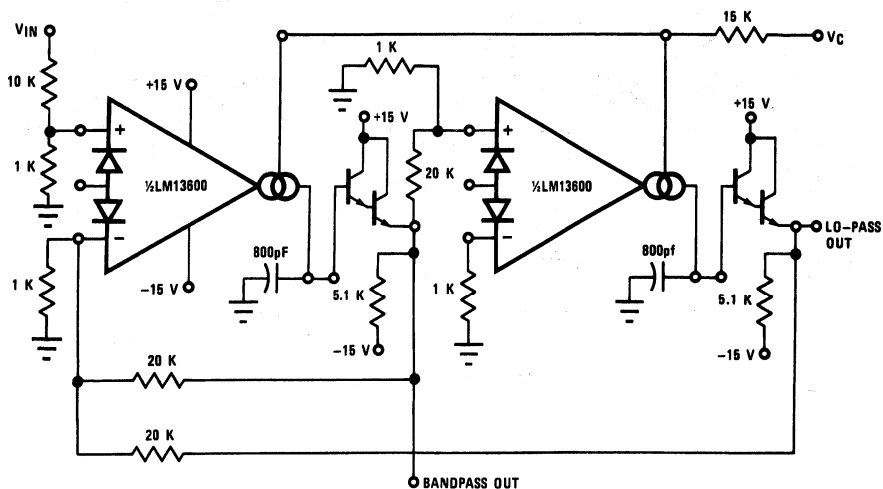 VIN
15 K
VC
1 K
10 K
+15 V
+15 V
+15 V
+
+
1 K
½LM13600
20 K
½LM13600
−
−
LO-PASS
OUT
800pF
800pf
1 K
−15 V
5.1 K
1 K
5.1 K
−15 V
−15 V
20 K
20 K
BANDPASS OUT